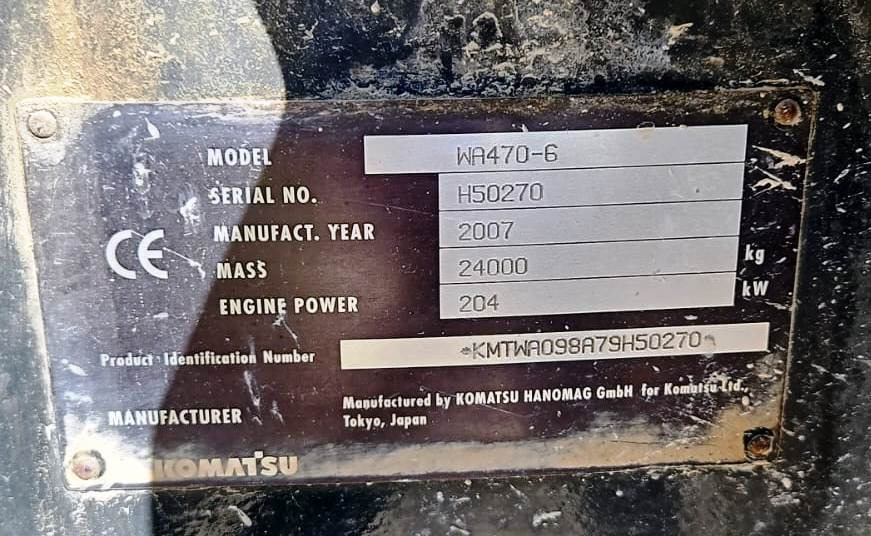 MODEL WA470-6
SERIAL NO. H50270
MANUFACT. YEAR 2007
CE
MASS 24000 kg
ENGINE POWER 204 kW
Product Identification Number *KMTWA098A79H50270*
MANUFACTURER Manufactured by KOMATSU HANOMAG GmbH for Komatsu Ltd.,
Tokyo, Japan
KOMATSU